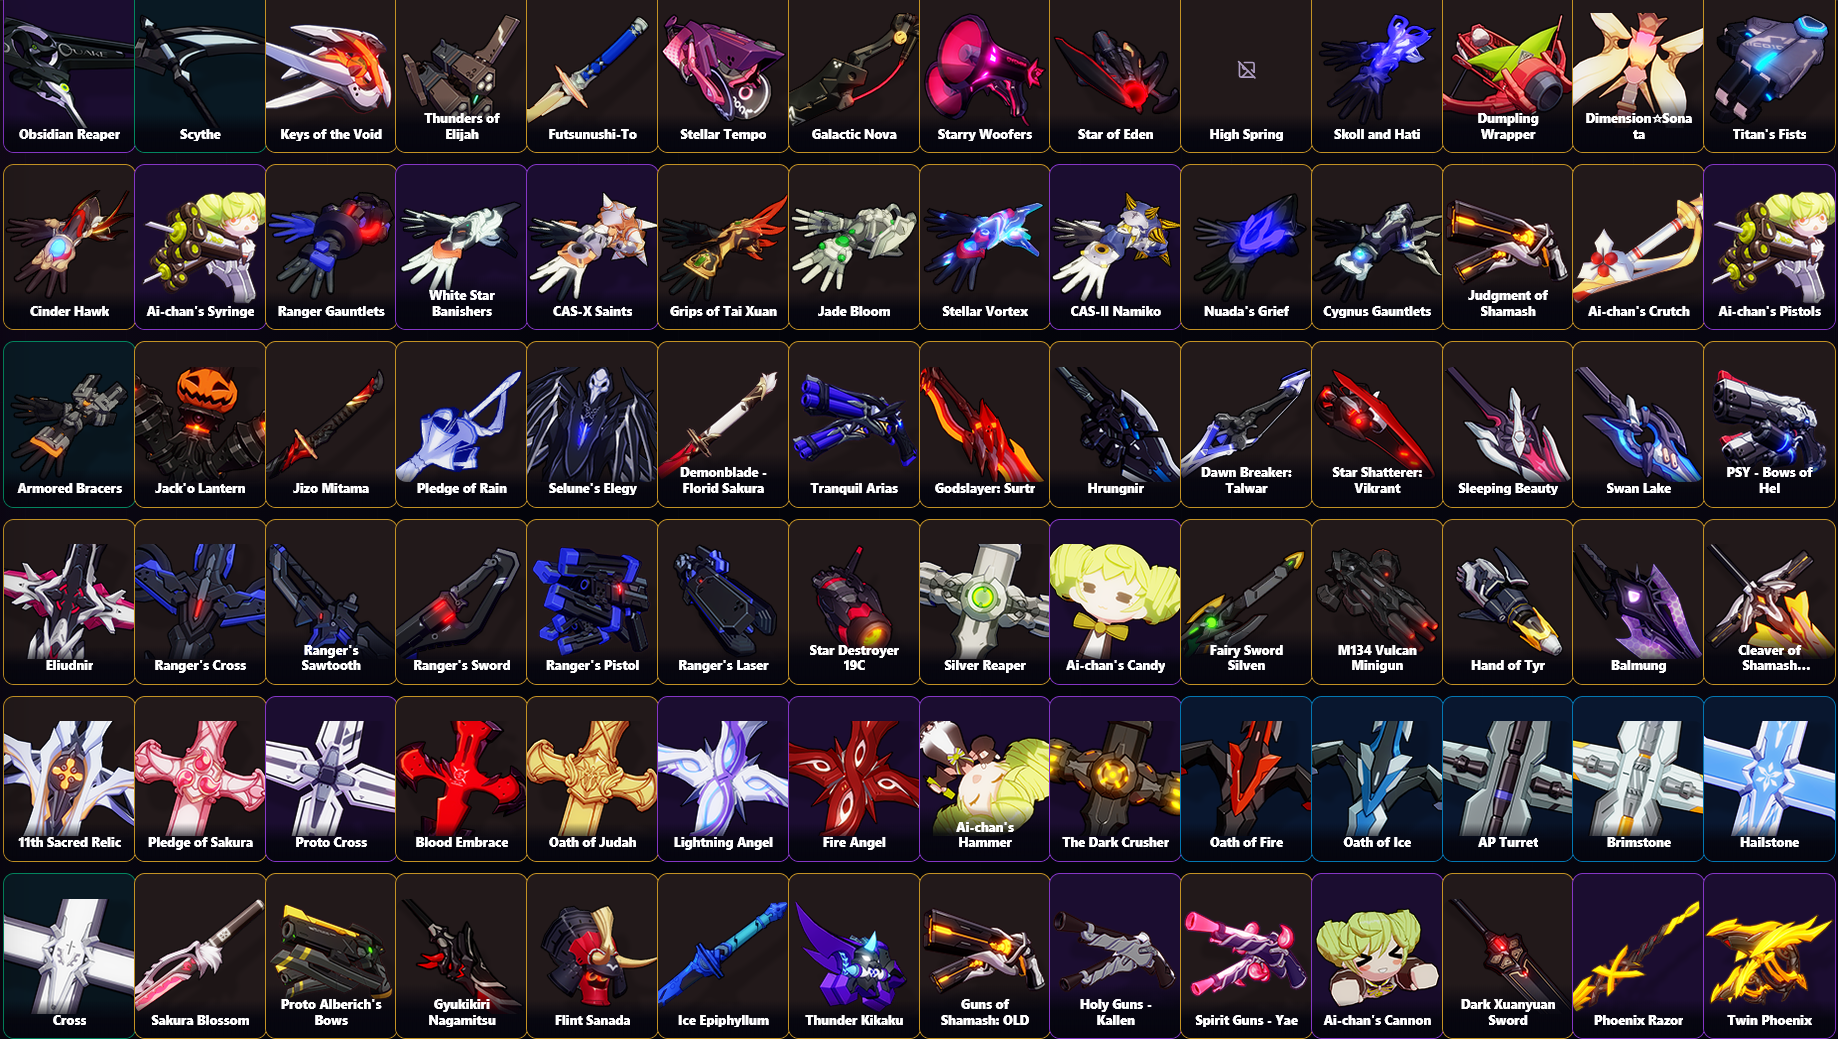 QUAKE
Obsidian Reaper
Scythe
Keys of the Void
Thunders of
Elijah
Futsunushi-To
Stellar Tempo
Galactic Nova
Starry Woofers
Star of Eden
High Spring
Skoll and Hati
Dumpling
Wrapper
Dimension☆Sona
ta
Titan's Fists
Cinder Hawk
Ai-chan's Syringe
Ranger Gauntlets
White Star
Banishers
CAS-X Saints
Grips of Tai Xuan
Jade Bloom
Stellar Vortex
CAS-II Namiko
Nuada's Grief
Cygnus Gauntlets
Judgment of
Shamash
Ai-chan's Crutch
Ai-chan's Pistols
Armored Bracers
Jack'o Lantern
Jizo Mitama
Pledge of Rain
Selune's Elegy
Demonblade -
Florid Sakura
Tranquil Arias
Godslayer: Surtr
Hrungnir
Dawn Breaker:
Talwar
Star Shatterer:
Vikrant
Sleeping Beauty
Swan Lake
PSY - Bows of
Hel
Eliudnir
Ranger's Cross
Ranger's
Sawtooth
Ranger's Sword
Ranger's Pistol
Ranger's Laser
Star Destroyer
19C
Silver Reaper
Ai-chan's Candy
Fairy Sword
Silven
M134 Vulcan
Minigun
Hand of Tyr
Balmung
Cleaver of
Shamash...
11th Sacred Relic
Pledge of Sakura
Proto Cross
Blood Embrace
Oath of Judah
Lightning Angel
Fire Angel
Ai-chan's
Hammer
The Dark Crusher
Oath of Fire
Oath of Ice
AP Turret
Brimstone
Hailstone
Cross
Sakura Blossom
Proto Alberich's
Bows
Gyukikiri
Nagamitsu
Flint Sanada
Ice Epiphyllum
Thunder Kikaku
Guns of
Shamash: OLD
Holy Guns -
Kallen
Spirit Guns - Yae
Ai-chan's Cannon
Dark Xuanyuan
Sword
Phoenix Razor
Twin Phoenix